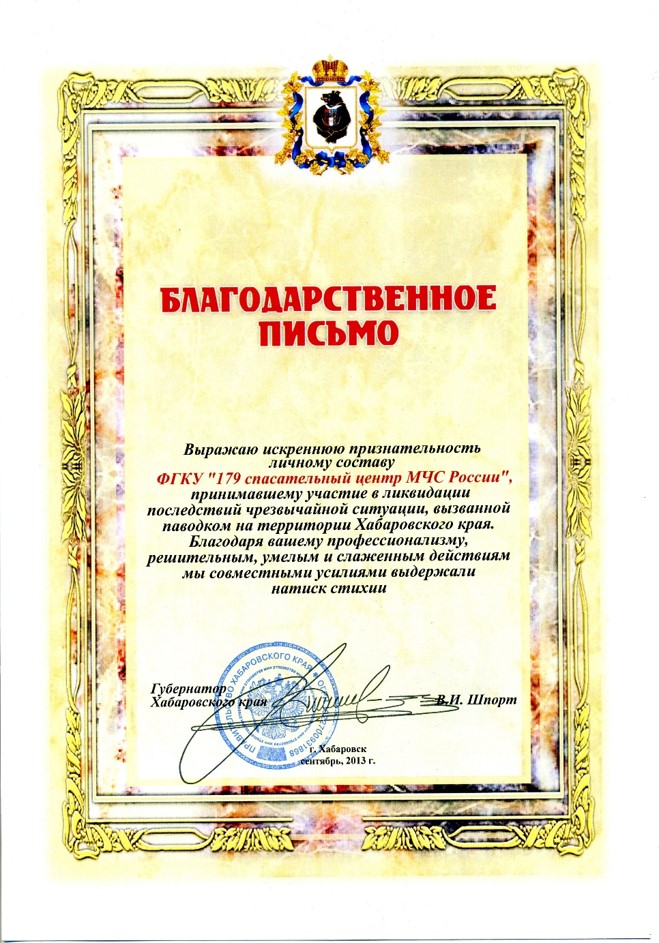 БЛАГОДАРСТВЕННОЕ
ПИСЬМО
Выражаю искреннюю признательность
личному составу
ФГКУ "179 спасательный центр МЧС России",
принимавшему участие в ликвидации
последствий чрезвычайной ситуации, вызванной
паводком на территории Хабаровского края.
Благодаря вашему профессионализму,
решительным, умелым и слаженным действиям
мы совместными усилиями выдержали
натиск стихии
ПРАВИТЕЛЬСТВО ХАБАРОВСКОГО КРАЯ
Губернатор
Хабаровского края
В.И. Шпорт
г. Хабаровск
сентябрь, 2013 г.